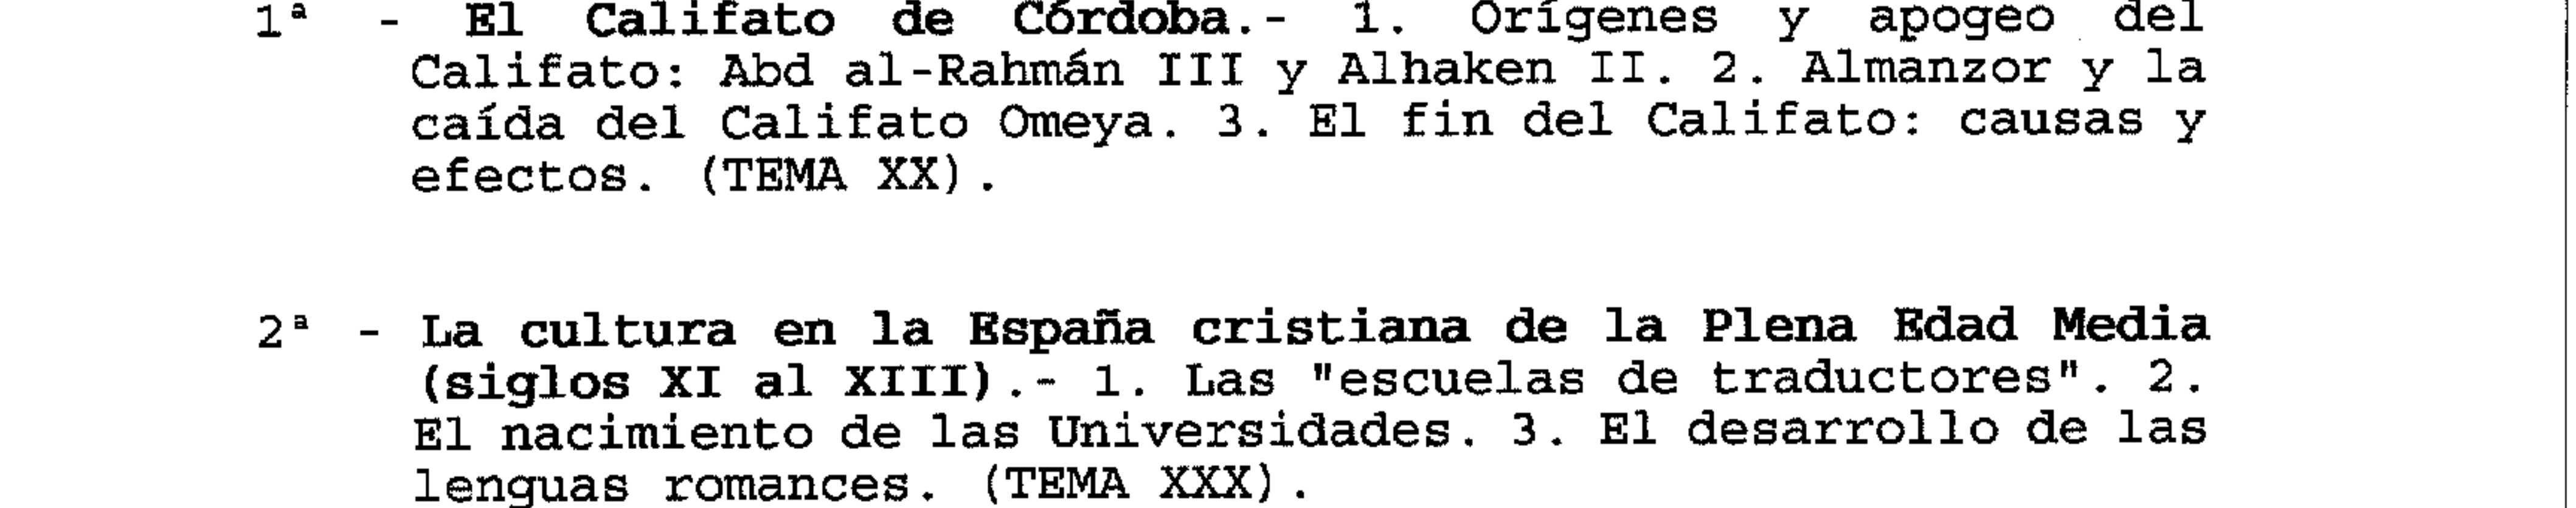 1ª - El Califato de Córdoba.- 1. Orígenes y apogeo del
Califato: Abd al-Rahmán III y Alhaken II. 2. Almanzor y la
caída del Califato Omeya. 3. El fin del Califato: causas y
efectos. (TEMA XX).
2ª - La cultura en la España cristiana de la Plena Edad Media
(siglos XI al XIII).- 1. Las "escuelas de traductores". 2.
El nacimiento de las Universidades. 3. El desarrollo de las
lenguas romances. (TEMA XXX).